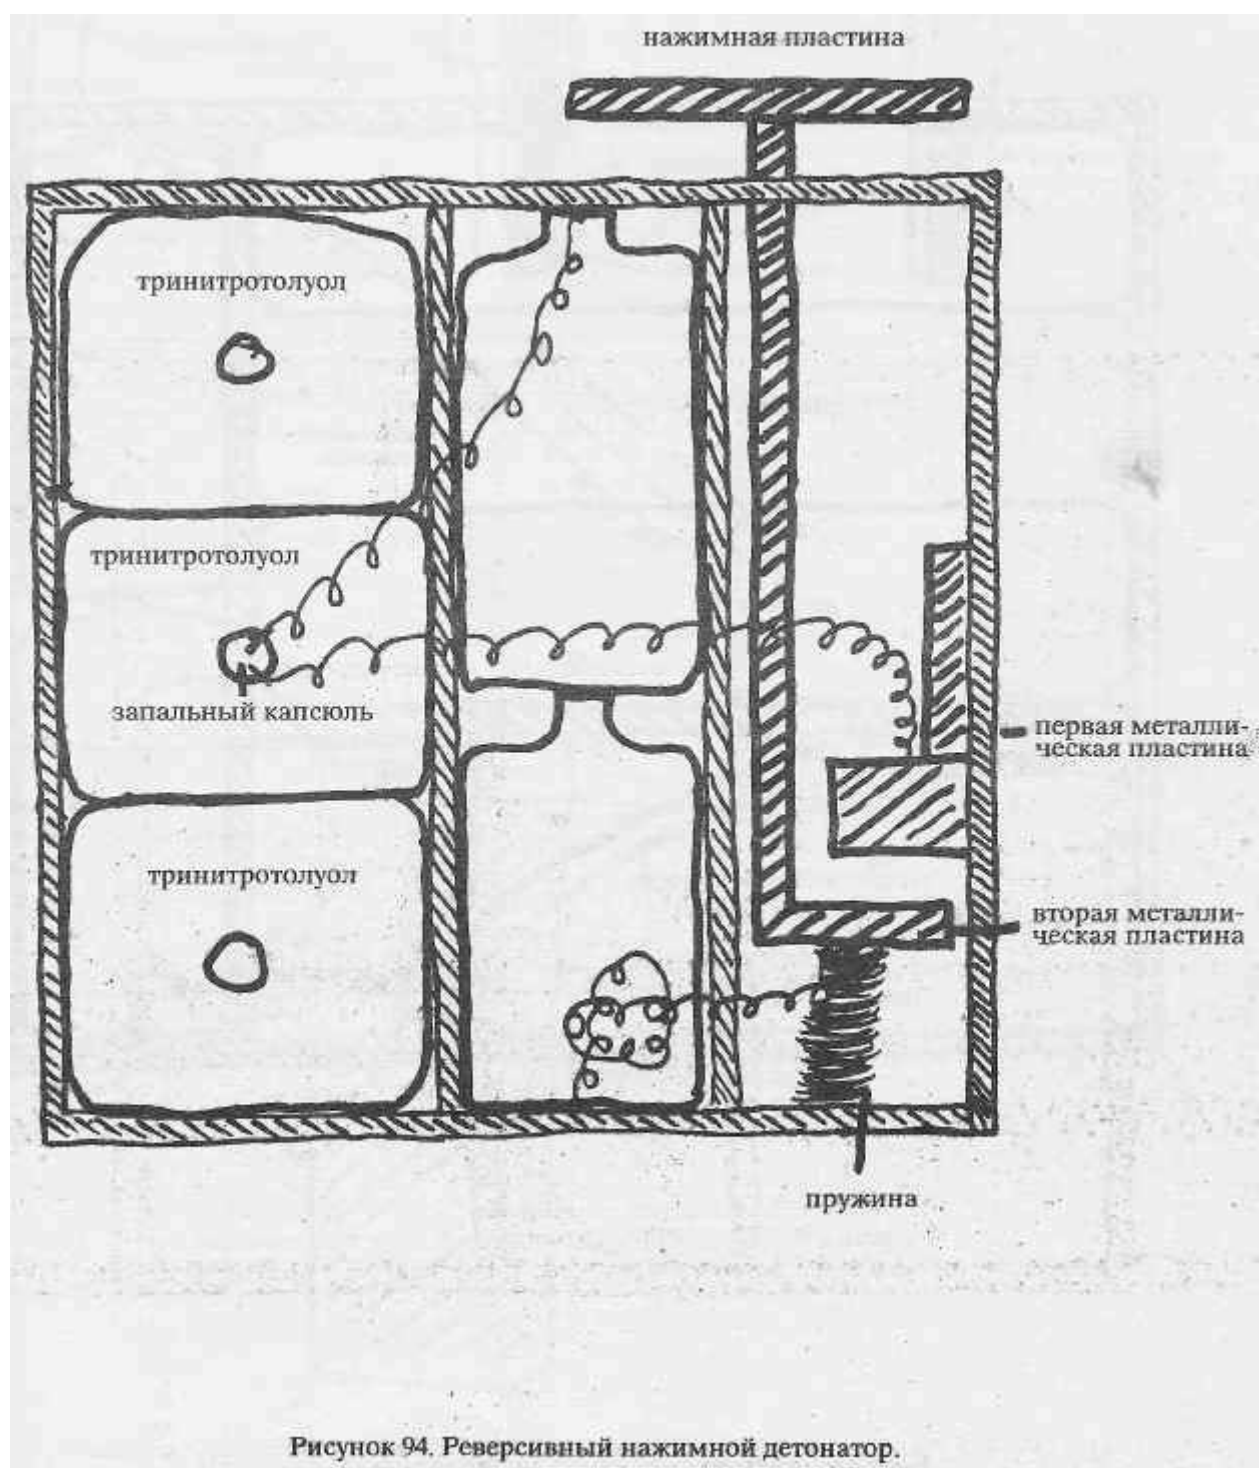 нажимная пластина
тринитротолуол
тринитротолуол
запальный капсюль
первая металли-
ческая пластина
тринитротолуол
вторая металли-
ческая пластина
пружина
Рисунок 94. Реверсивный нажимной детонатор.